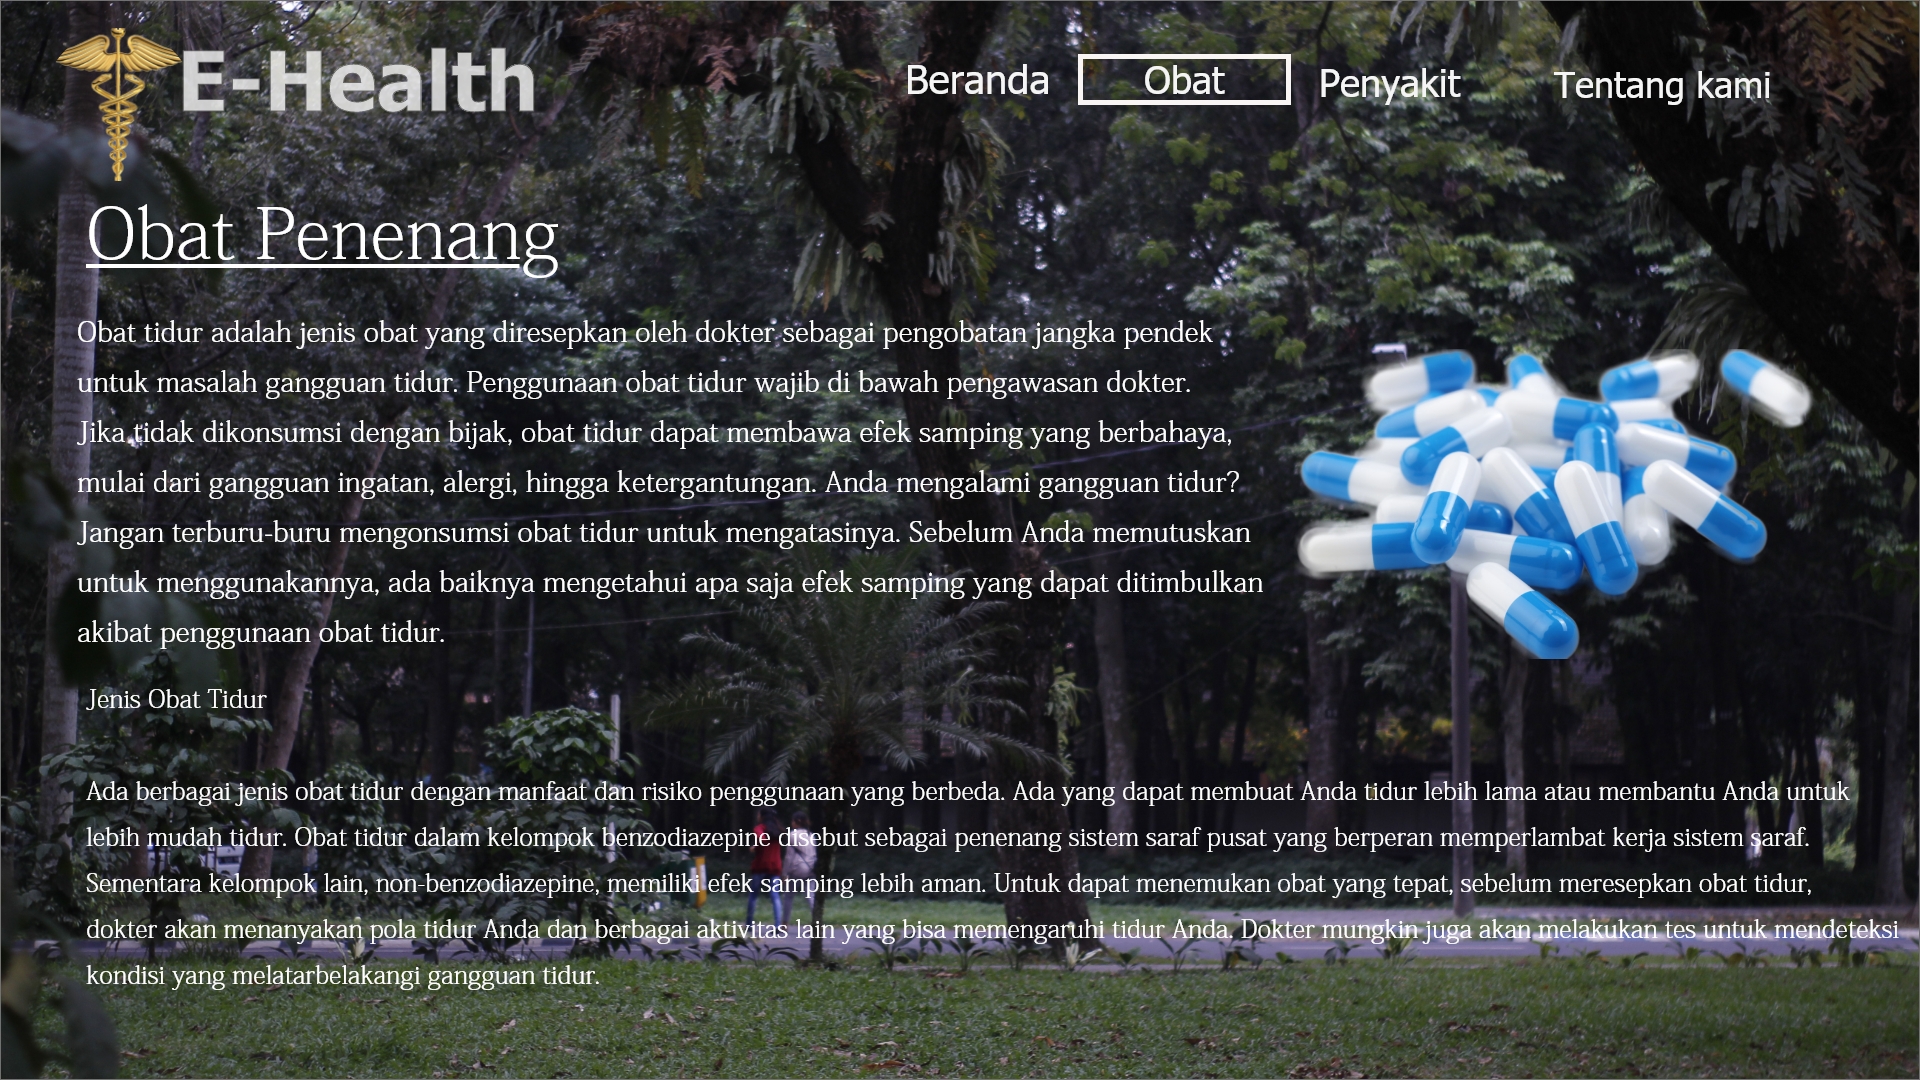 E-Health
Beranda
Obat
Penyakit
Tentang kami
Obat Penenang
Obat tidur adalah jenis obat yang diresepkan oleh dokter sebagai pengobatan jangka pendek
untuk masalah gangguan tidur. Penggunaan obat tidur wajib di bawah pengawasan dokter.
Jika tidak dikonsumsi dengan bijak, obat tidur dapat membawa efek samping yang berbahaya,
mulai dari gangguan ingatan, alergi, hingga ketergantungan. Anda mengalami gangguan tidur?
Jangan terburu-buru mengonsumsi obat tidur untuk mengatasinya. Sebelum Anda memutuskan
untuk menggunakannya, ada baiknya mengetahui apa saja efek samping yang dapat ditimbulkan
akibat penggunaan obat tidur.
Jenis Obat Tidur
Ada berbagai jenis obat tidur dengan manfaat dan risiko penggunaan yang berbeda. Ada yang dapat membuat Anda tidur lebih lama atau membantu Anda untuk
lebih mudah tidur. Obat tidur dalam kelompok benzodiazepine disebut sebagai penenang sistem saraf pusat yang berperan memperlambat kerja sistem saraf.
Sementara kelompok lain, non-benzodiazepine, memiliki efek samping lebih aman. Untuk dapat menemukan obat yang tepat, sebelum meresepkan obat tidur,
dokter akan menanyakan pola tidur Anda dan berbagai aktivitas lain yang bisa memengaruhi tidur Anda. Dokter mungkin juga akan melakukan tes untuk mendeteksi
kondisi yang melatarbelakangi gangguan tidur.